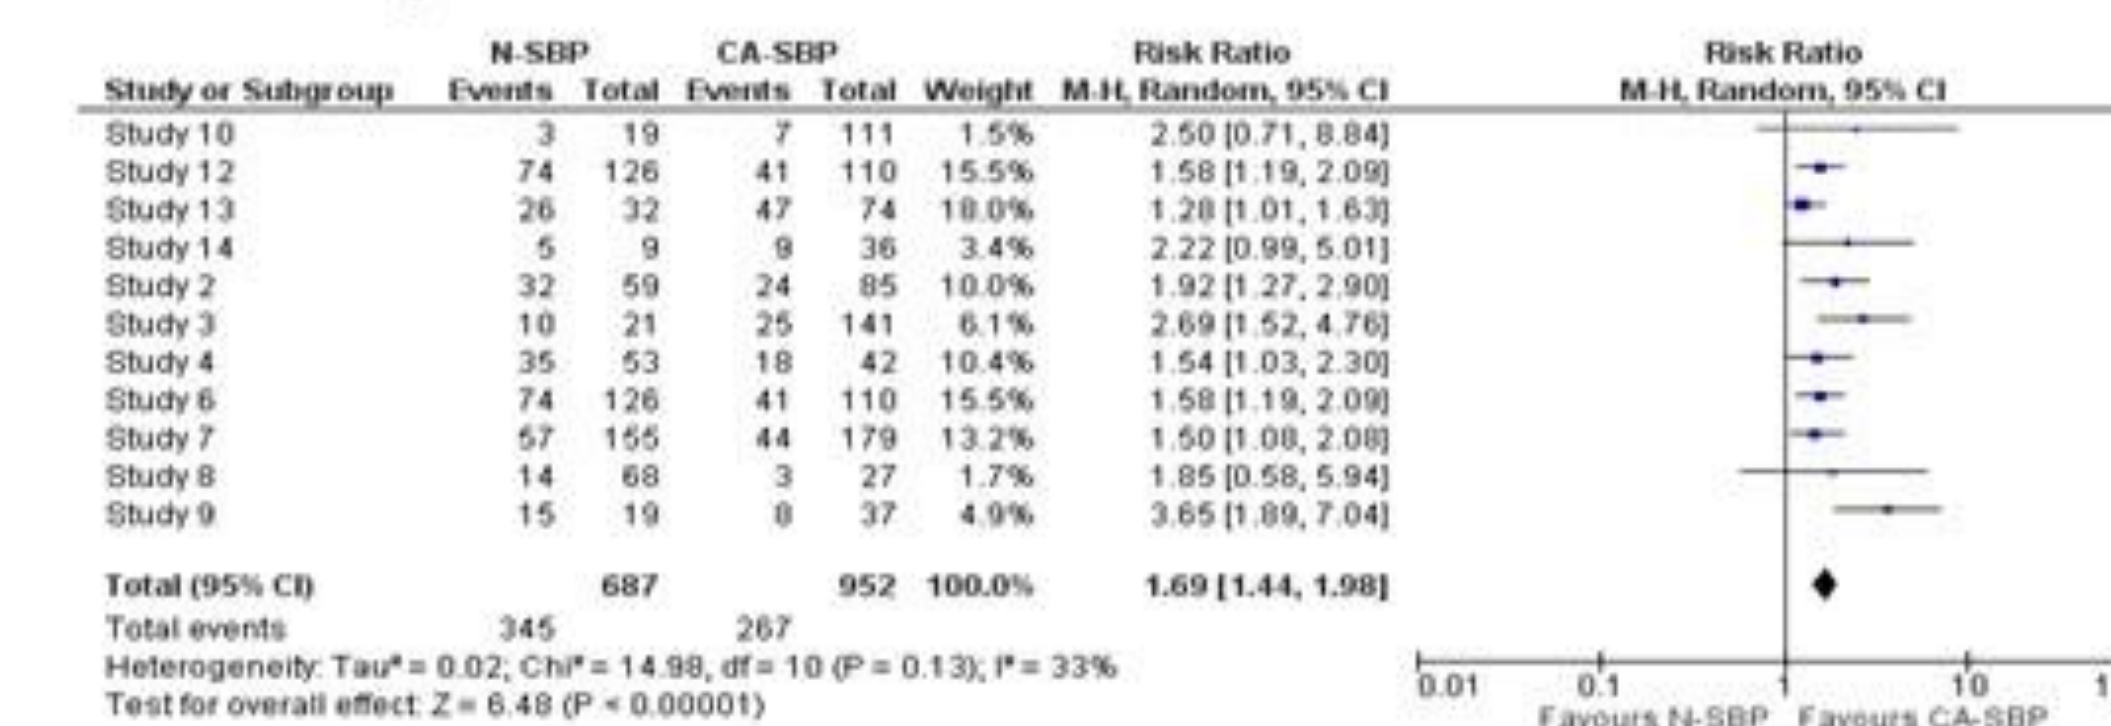 N-SBP CA-SBP Risk Ratio Risk Ratio
Study or Subgroup Events Total Events Total Weight M-H, Random, 95% CI M-H, Random, 95% CI
Study 10 3 19 7 111 1.5% 2.50 [0.71, 8.84]
Study 12 74 126 41 110 15.5% 1.58 [1.19, 2.09]
Study 13 26 32 47 74 18.0% 1.28 [1.01, 1.63]
Study 14 5 9 9 36 3.4% 2.22 [0.99, 5.01]
Study 2 32 59 24 85 10.0% 1.92 [1.27, 2.90]
Study 3 10 21 25 141 6.1% 2.69 [1.52, 4.76]
Study 4 35 53 18 42 10.4% 1.54 [1.03, 2.30]
Study 6 74 126 41 110 15.5% 1.58 [1.19, 2.09]
Study 7 57 155 44 179 13.2% 1.50 [1.08, 2.08]
Study 8 14 68 3 27 1.7% 1.85 [0.58, 5.94]
Study 9 15 19 8 37 4.9% 3.65 [1.89, 7.04]
Total (95% CI) 687 952 100.0% 1.69 [1.44, 1.98]
Total events 345 267
Heterogeneity: Tau² = 0.02; Chi² = 14.98, df = 10 (P = 0.13); I² = 33%
Test for overall effect: Z = 6.48 (P < 0.00001)
0.01 0.1 1 10
Favours N-SBP Favours CA-SBP